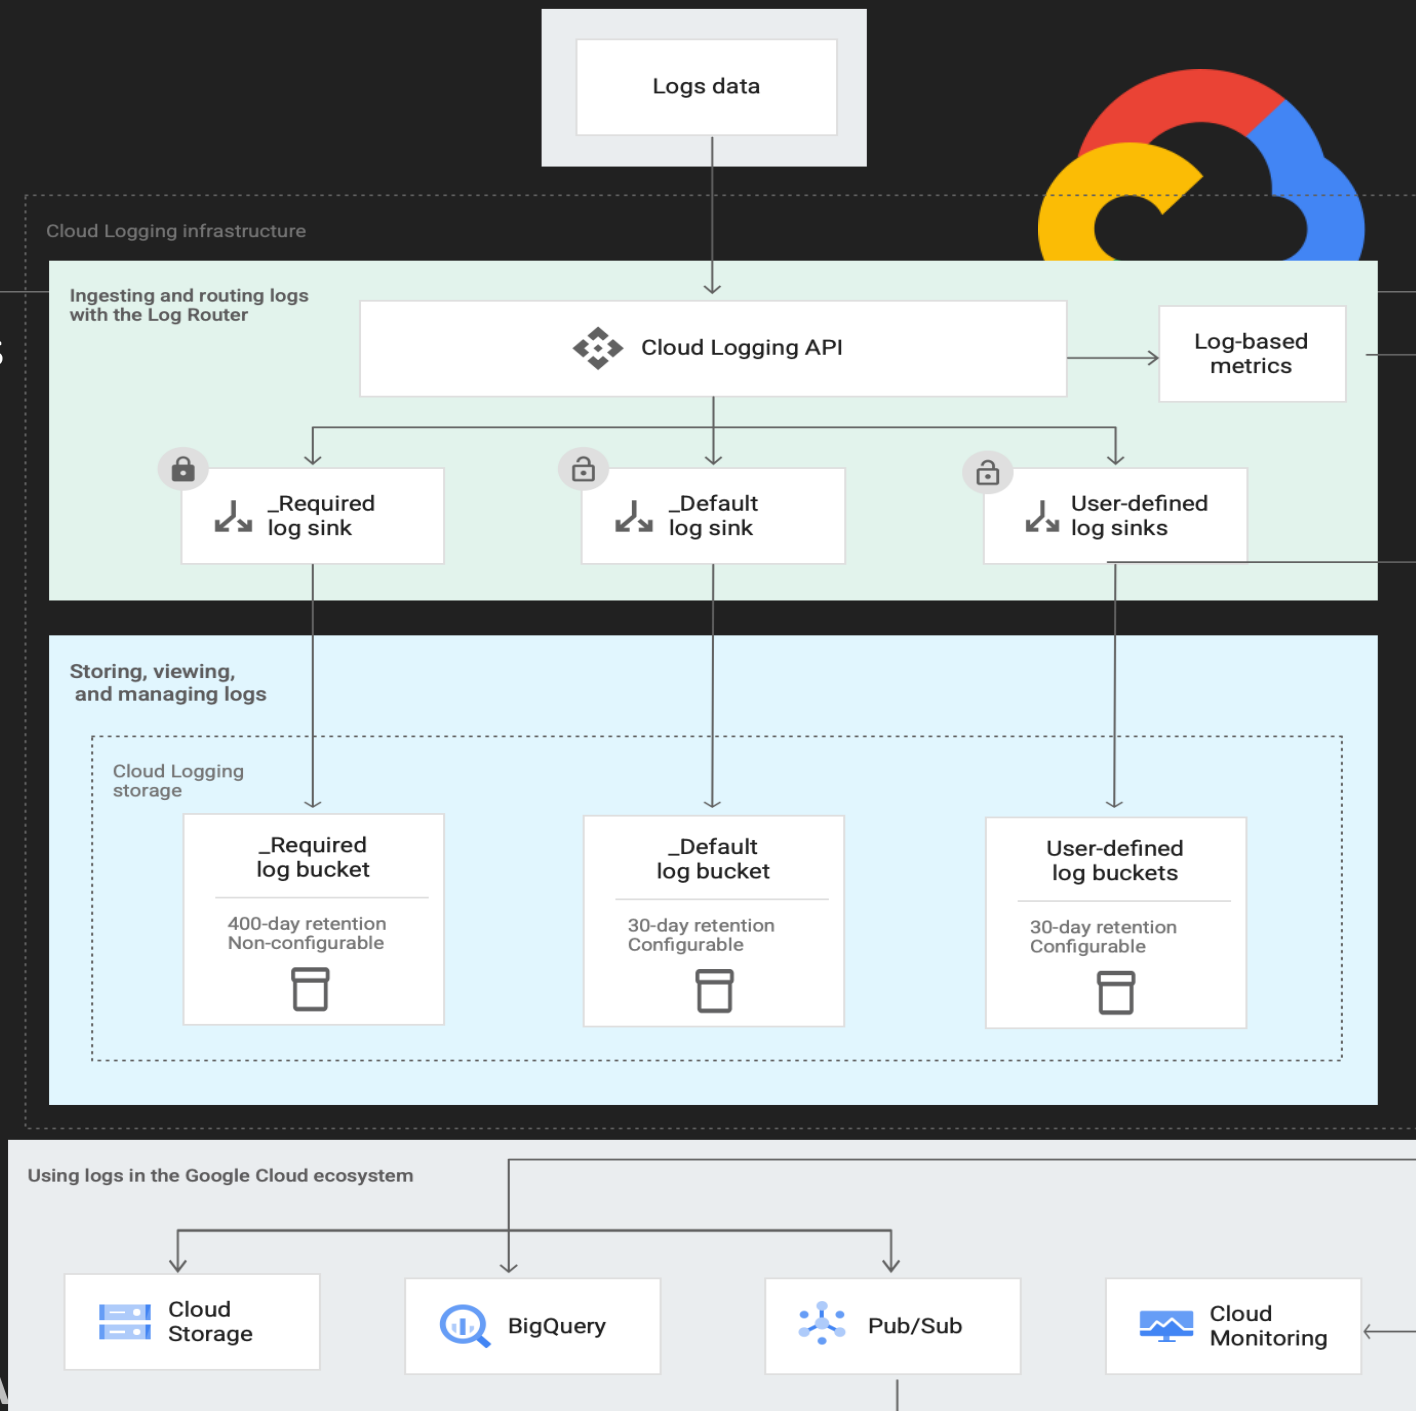 Logs data
Cloud Logging infrastructure
Ingesting and routing logs
with the Log Router
Cloud Logging API
Log-based
metrics
_Required
log sink
_Default
log sink
User-defined
log sinks
Storing, viewing,
and managing logs
Cloud Logging
storage
_Required
log bucket
400-day retention
Non-configurable
_Default
log bucket
30-day retention
Configurable
User-defined
log buckets
30-day retention
Configurable
Using logs in the Google Cloud ecosystem
Cloud
Storage
BigQuery
Pub/Sub
Cloud
Monitoring